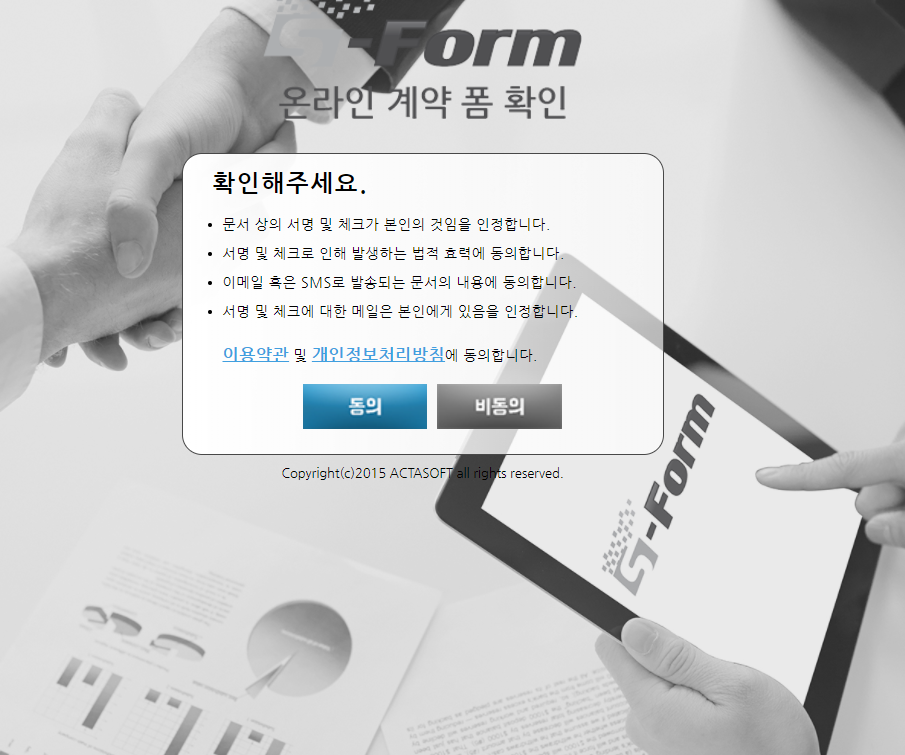 S-Form
온라인 계약 폼 확인
확인해주세요.
• 문서 상의 서명 및 체크가 본인의 것임을 인정합니다.
• 서명 및 체크로 인해 발생하는 법적 효력에 동의합니다.
• 이메일 혹은 SMS로 발송되는 문서의 내용에 동의합니다.
• 서명 및 체크에 대한 메일은 본인에게 있음을 인정합니다.
이용약관 및 개인정보처리방침에 동의합니다.
동의 비동의
Copyright(c)2015 ACTASOFT all rights reserved.
S-Form